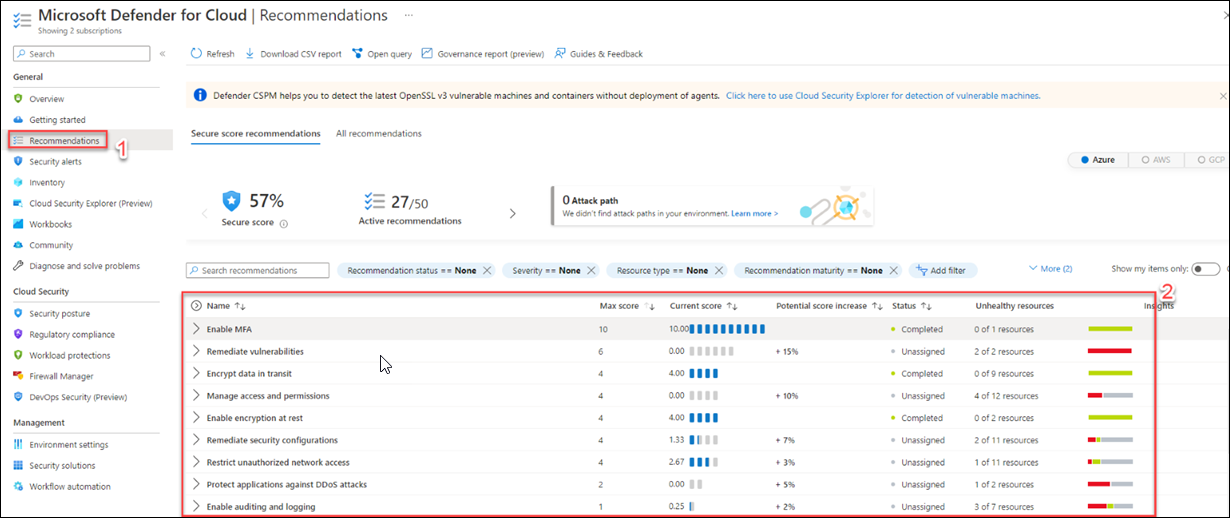 Microsoft Defender for Cloud | Recommendations ...
Showing 2 subscriptions
Search «
Refresh Download CSV report Open query Governance report (preview) Guides & Feedback
General
Overview
Getting started
Recommendations 1
Security alerts
Inventory
Cloud Security Explorer (Preview)
Workbooks
Community
Diagnose and solve problems
Cloud Security
Security posture
Regulatory compliance
Workload protections
Firewall Manager
DevOps Security (Preview)
Management
Environment settings
Security solutions
Workflow automation
Defender CSPM helps you to detect the latest OpenSSL v3 vulnerable machines and containers without deployment of agents. Click here to use Cloud Security Explorer for detection of vulnerable machines.
Secure score recommendations All recommendations
Azure AWS GCP
57%
Secure score
27/50
Active recommendations
0 Attack path
We didn't find attack paths in your environment. Learn more >
Search recommendations Recommendation status == None Severity == None Resource type == None Recommendation maturity == None Add filter More (2) Show my items only:
2
Name Max score Current score Potential score increase Status Unhealthy resources Insights
Enable MFA 10 10.00 Completed 0 of 1 resources
Remediate vulnerabilities 6 0.00 + 15% Unassigned 2 of 2 resources
Encrypt data in transit 4 4.00 Completed 0 of 9 resources
Manage access and permissions 4 0.00 + 10% Unassigned 4 of 12 resources
Enable encryption at rest 4 4.00 Completed 0 of 2 resources
Remediate security configurations 4 1.33 + 7% Unassigned 2 of 11 resources
Restrict unauthorized network access 4 2.67 + 3% Unassigned 1 of 11 resources
Protect applications against DDoS attacks 2 0.00 + 5% Unassigned 1 of 2 resources
Enable auditing and logging 1 0.25 + 2% Unassigned 3 of 7 resources